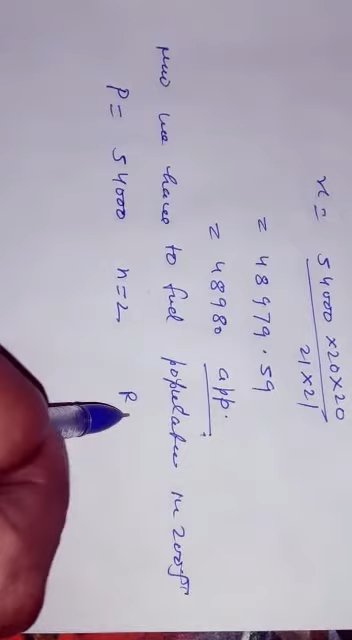 x = 54000 × 20 × 20
21 × 21
= 48979.59
= 48980 app.
now we have to find population in 2005
P = 54000 n = 2, R